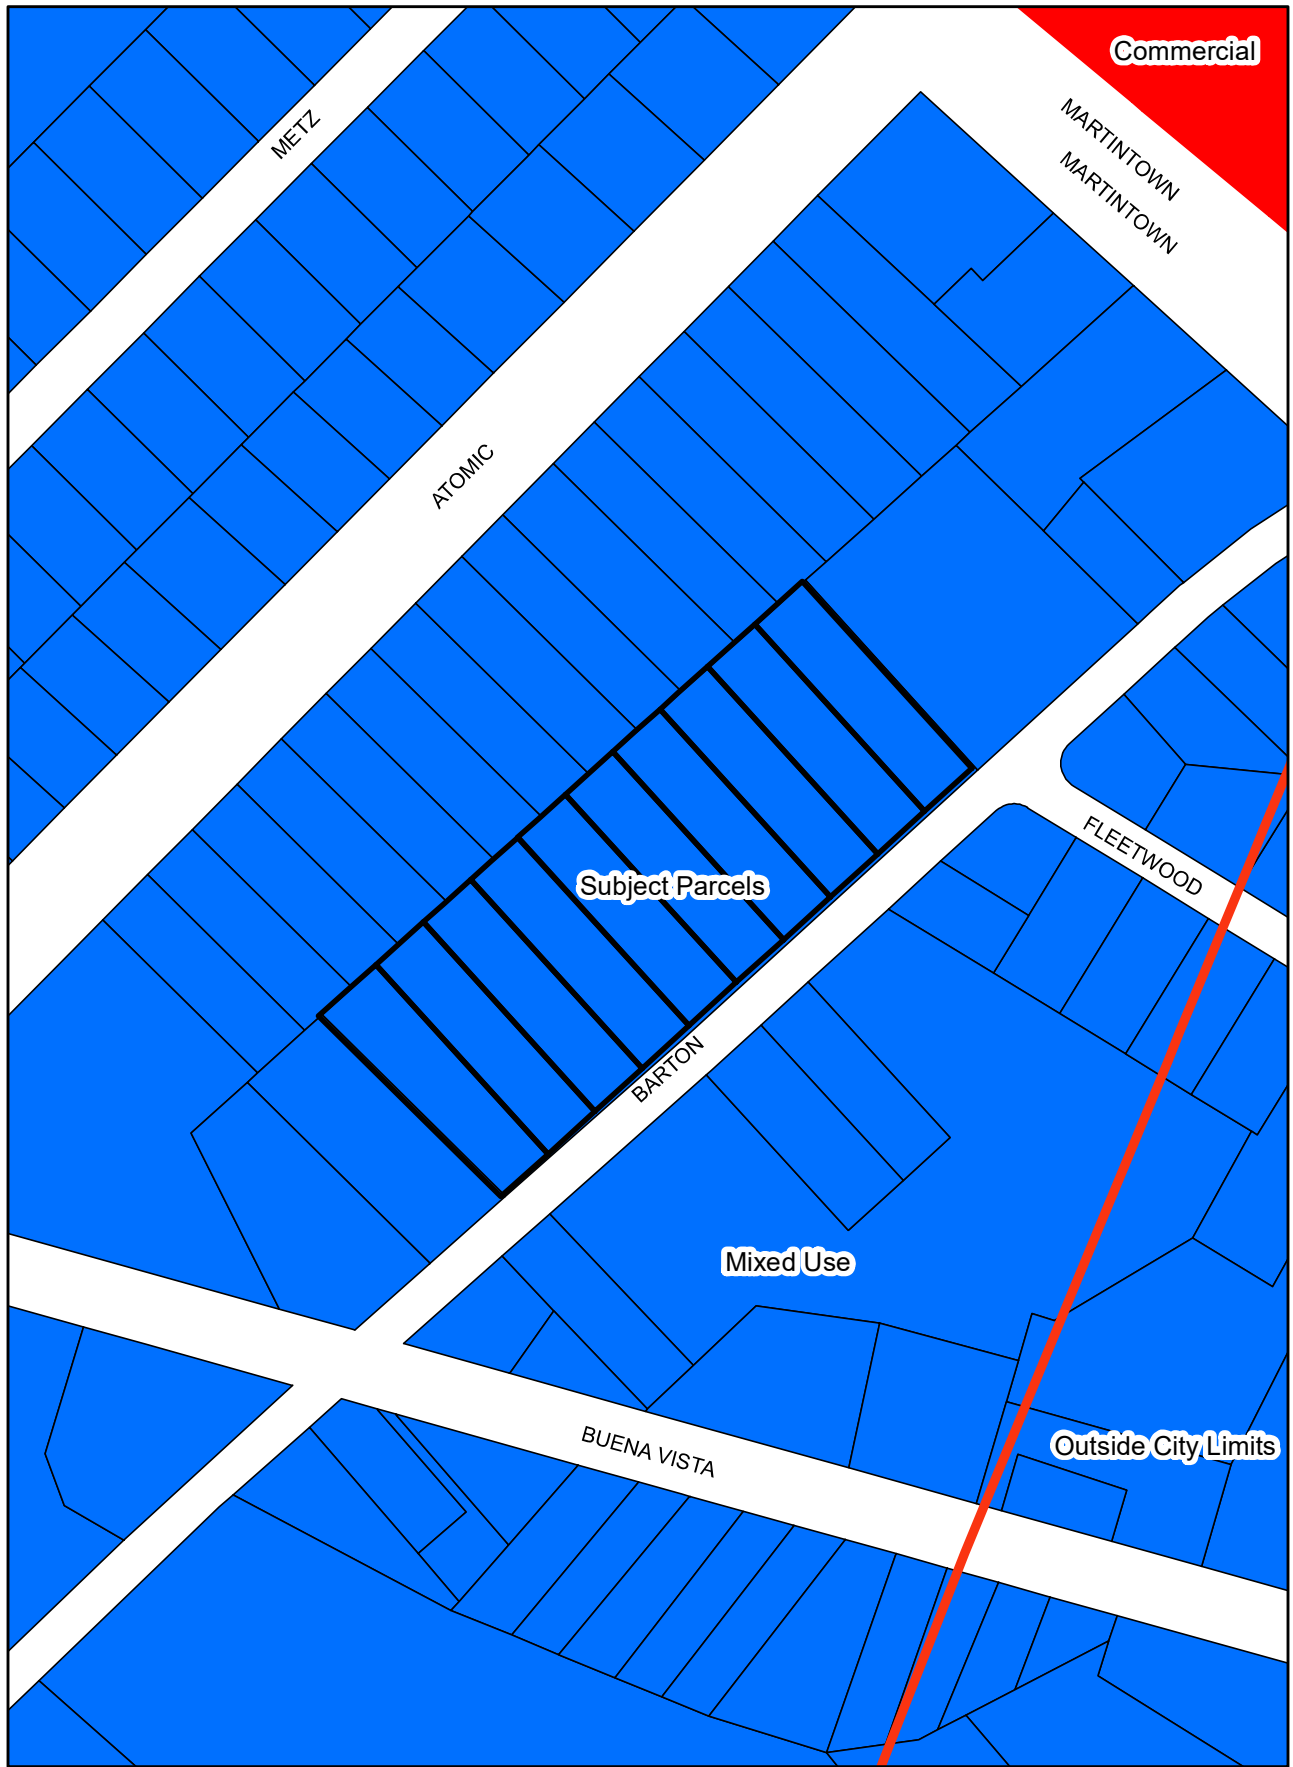 Commercial
METZ
MARTINTOWN
MARTINTOWN
ATOMIC
FLEETWOOD
Subject Parcels
BARTON
Mixed Use
BUENA VISTA
Outside City Limits